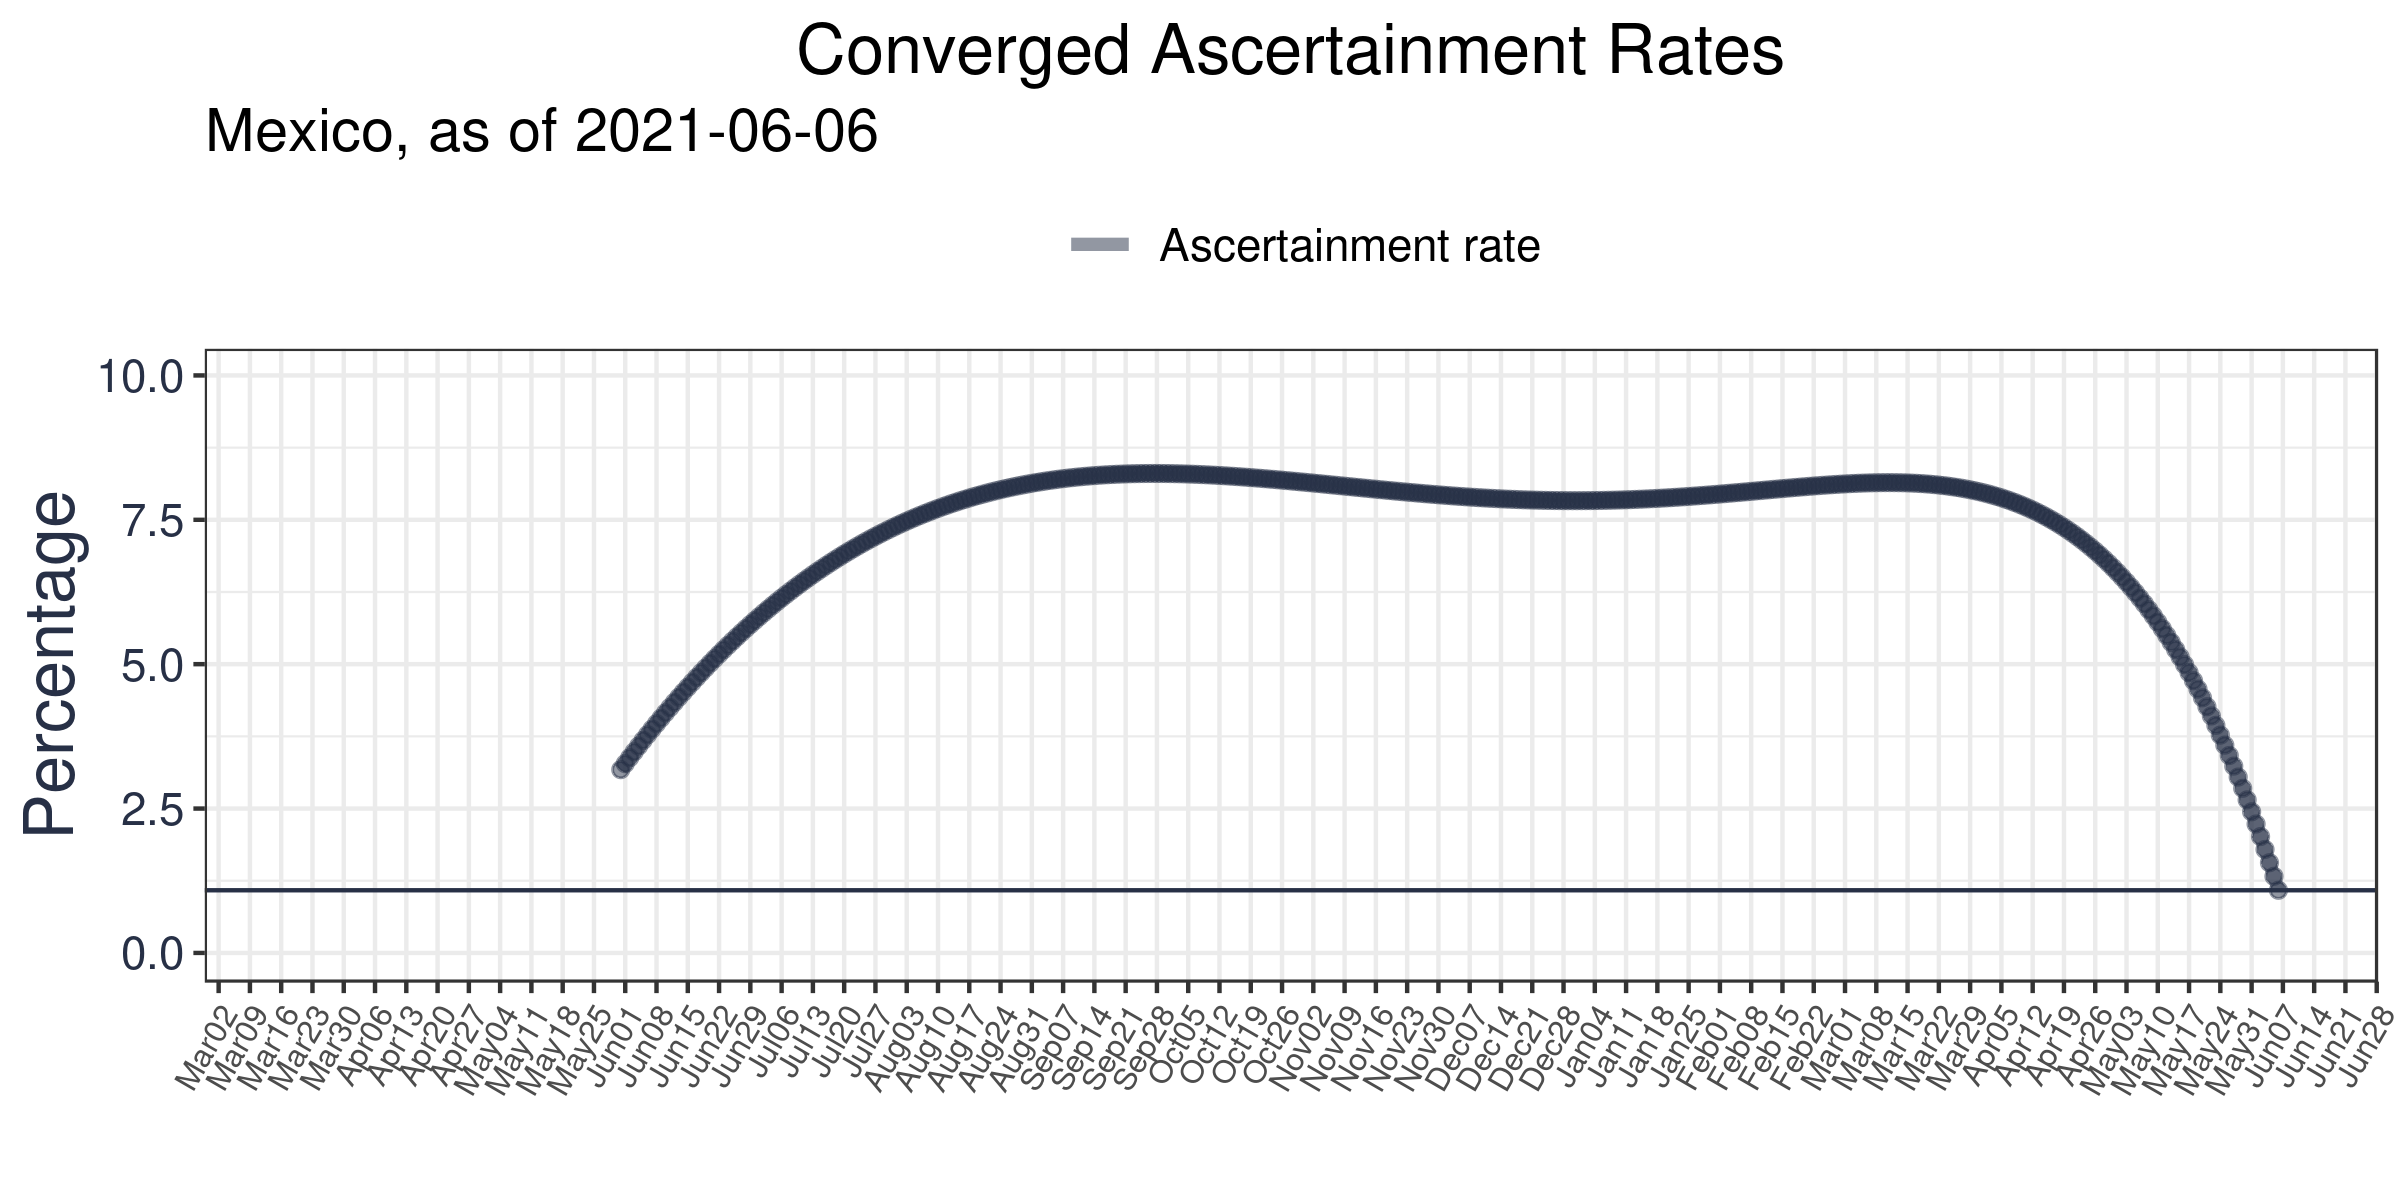 Converged Ascertainment Rates
Mexico, as of 2021-06-06
Ascertainment rate
Percentage
10.0
7.5
5.0
2.5
0.0
Mar02
Mar09
Mar16
Mar23
Mar30
Apr06
Apr13
Apr20
Apr27
May04
May11
May18
May25
Jun01
Jun08
Jun15
Jun22
Jun29
Jul06
Jul13
Jul20
Jul27
Aug03
Aug10
Aug17
Aug24
Aug31
Sep07
Sep14
Sep21
Sep28
Oct05
Oct12
Oct19
Oct26
Nov02
Nov09
Nov16
Nov23
Nov30
Dec07
Dec14
Dec21
Dec28
Jan04
Jan11
Jan18
Jan25
Feb01
Feb08
Feb15
Feb22
Mar01
Mar08
Mar15
Mar22
Mar29
Apr05
Apr12
Apr19
Apr26
May03
May10
May17
May24
May31
Jun07
Jun14
Jun21
Jun28